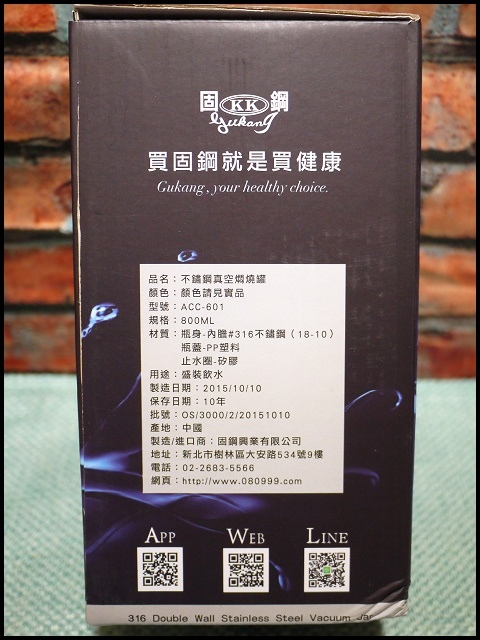 固 KK 鋼
Gukang
買固鋼就是買健康
Gukang, your healthy choice.
品名：不鏽鋼真空燜燒罐
顏色：顏色請見實品
型號：ACC-601
規格：800ML
材質：瓶身-內膽#316不鏽鋼（18-10）
瓶蓋-PP塑料
止水圈-矽膠
用途：盛裝飲水
製造日期：2015/10/10
保存日期：10年
批號：OS/3000/2/20151010
產地：中國
製造/進口商：固鋼興業有限公司
地址：新北市樹林區大安路534號9樓
電話：02-2683-5566
網頁：http://www.080999.com
APP WEB LINE
316 Double Wall Stainless Steel Vacuum Jar